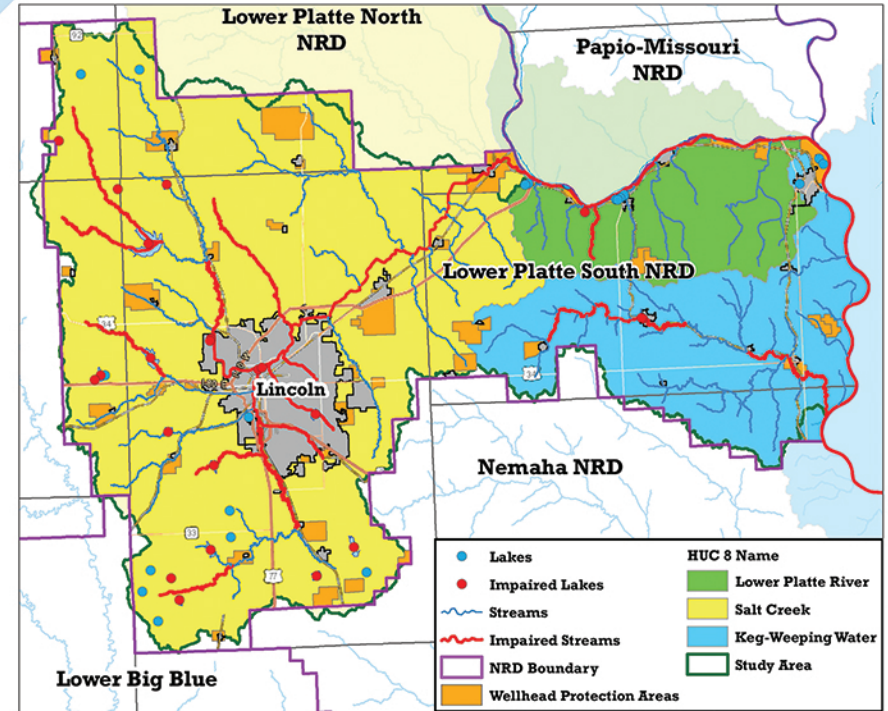 Lower Platte North
NRD
Papio-Missouri
NRD
92
Lower Platte South NRD
34
Lincoln
34
Nemaha NRD
33
77
Lower Big Blue
Lakes
Impaired Lakes
Streams
Impaired Streams
NRD Boundary
Wellhead Protection Areas
HUC 8 Name
Lower Platte River
Salt Creek
Keg-Weeping Water
Study Area